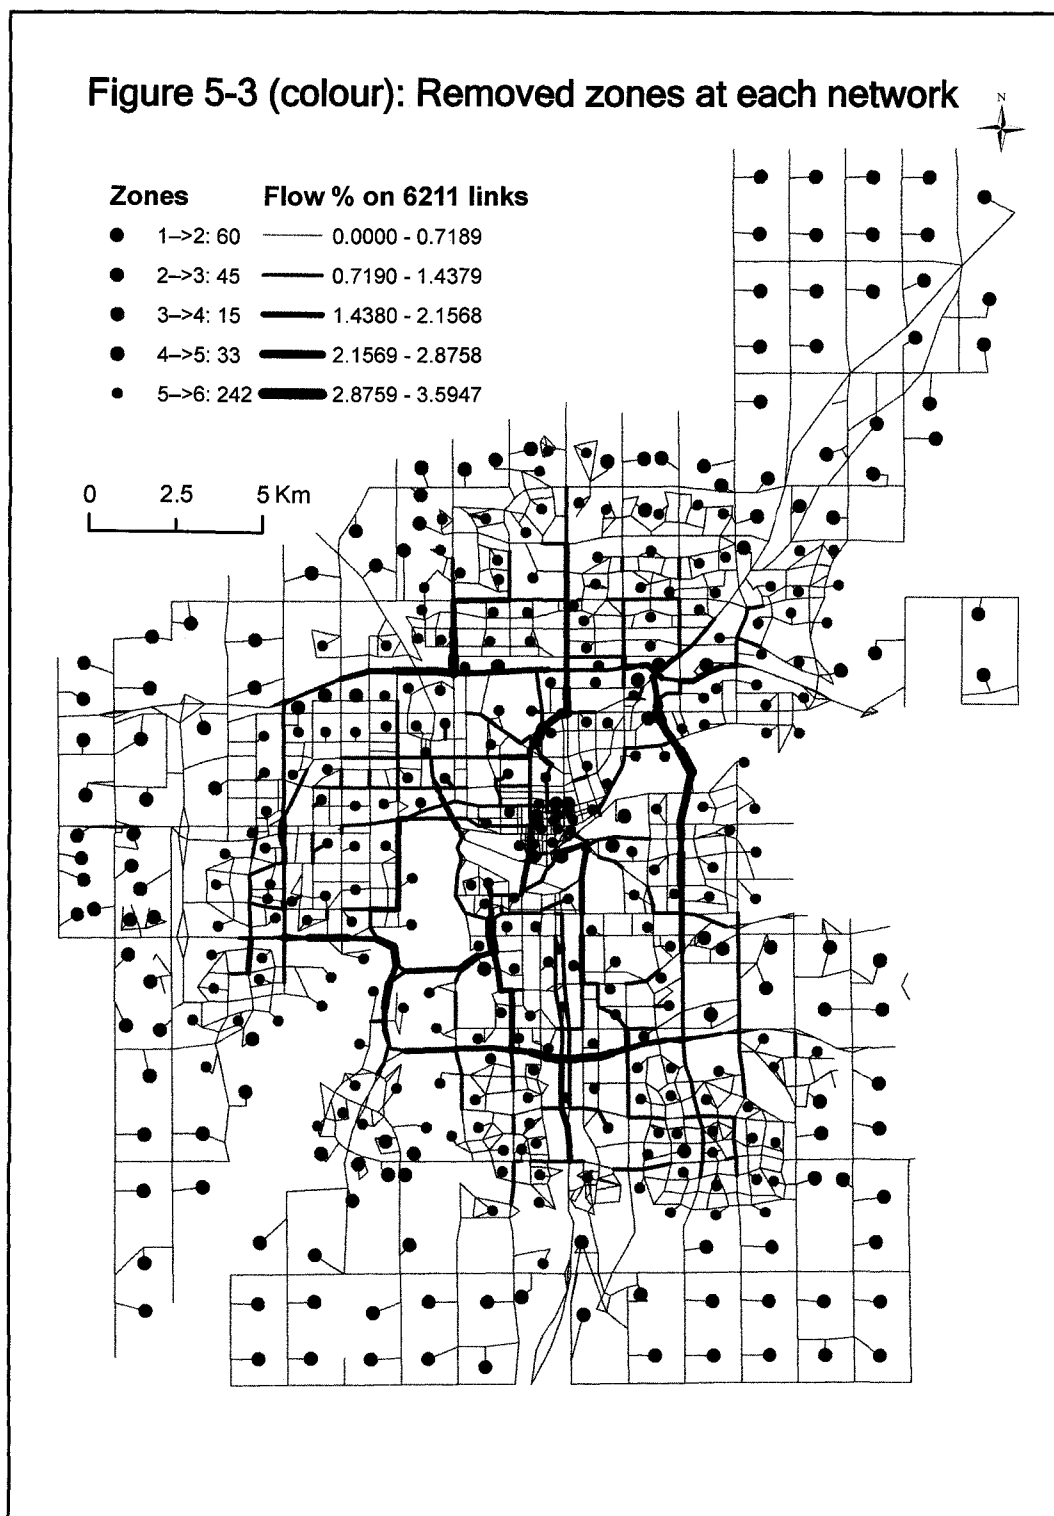 Figure 5-3 (colour): Removed zones at each network
N
Zones Flow % on 6211 links
1–>2: 60 0.0000 - 0.7189
2–>3: 45 0.7190 - 1.4379
3–>4: 15 1.4380 - 2.1568
4–>5: 33 2.1569 - 2.8758
5–>6: 242 2.8759 - 3.5947
0 2.5 5 Km